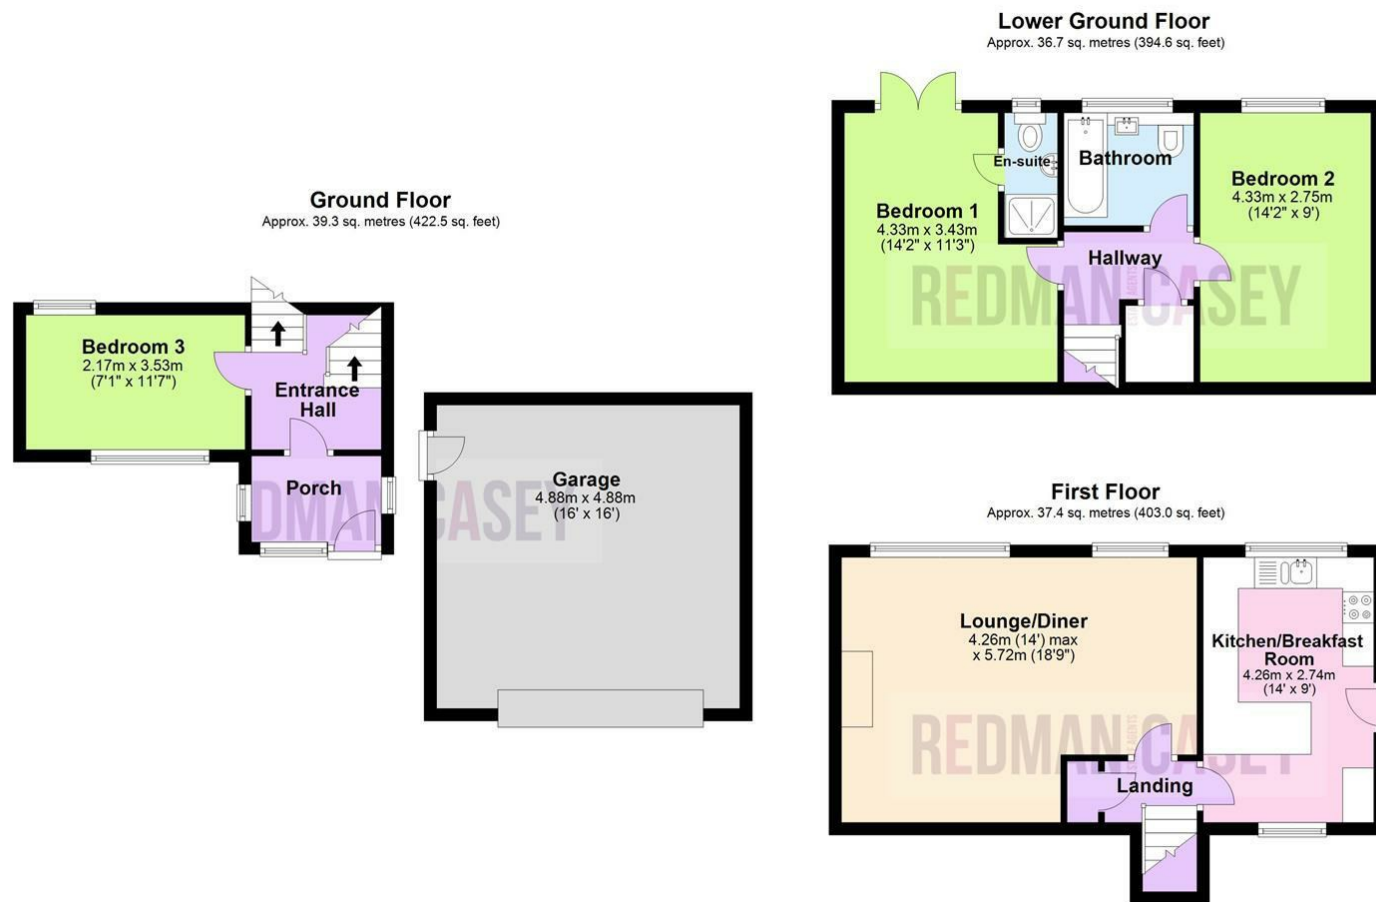 Lower Ground Floor
Approx. 36.7 sq. metres (394.6 sq. feet)
En-suite
Bathroom
Bedroom 2
4.33m x 2.75m
(14'2" x 9')
Bedroom 1
4.33m x 3.43m
(14'2" x 11'3")
Hallway
REDMAN CASEY
Ground Floor
Approx. 39.3 sq. metres (422.5 sq. feet)
Bedroom 3
2.17m x 3.53m
(7'1" x 11'7")
Entrance
Hall
Porch
Garage
4.88m x 4.88m
(16' x 16')
DMAN CASEY
First Floor
Approx. 37.4 sq. metres (403.0 sq. feet)
Lounge/Diner
4.26m (14') max
x 5.72m (18'9")
Kitchen/Breakfast
Room
4.26m x 2.74m
(14' x 9')
REDMAN CASEY
Landing